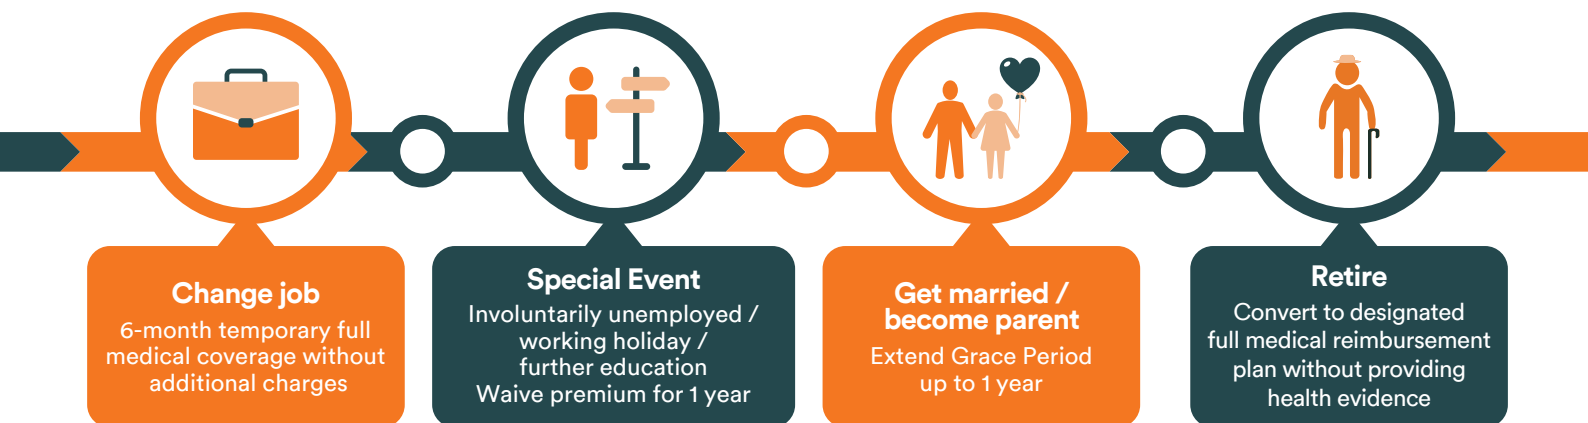 Change job
6-month temporary full
medical coverage without
additional charges
Special Event
Involuntarily unemployed /
working holiday /
further education
Waive premium for 1 year
Get married /
become parent
Extend Grace Period
up to 1 year
Retire
Convert to designated
full medical reimbursement
plan without providing
health evidence